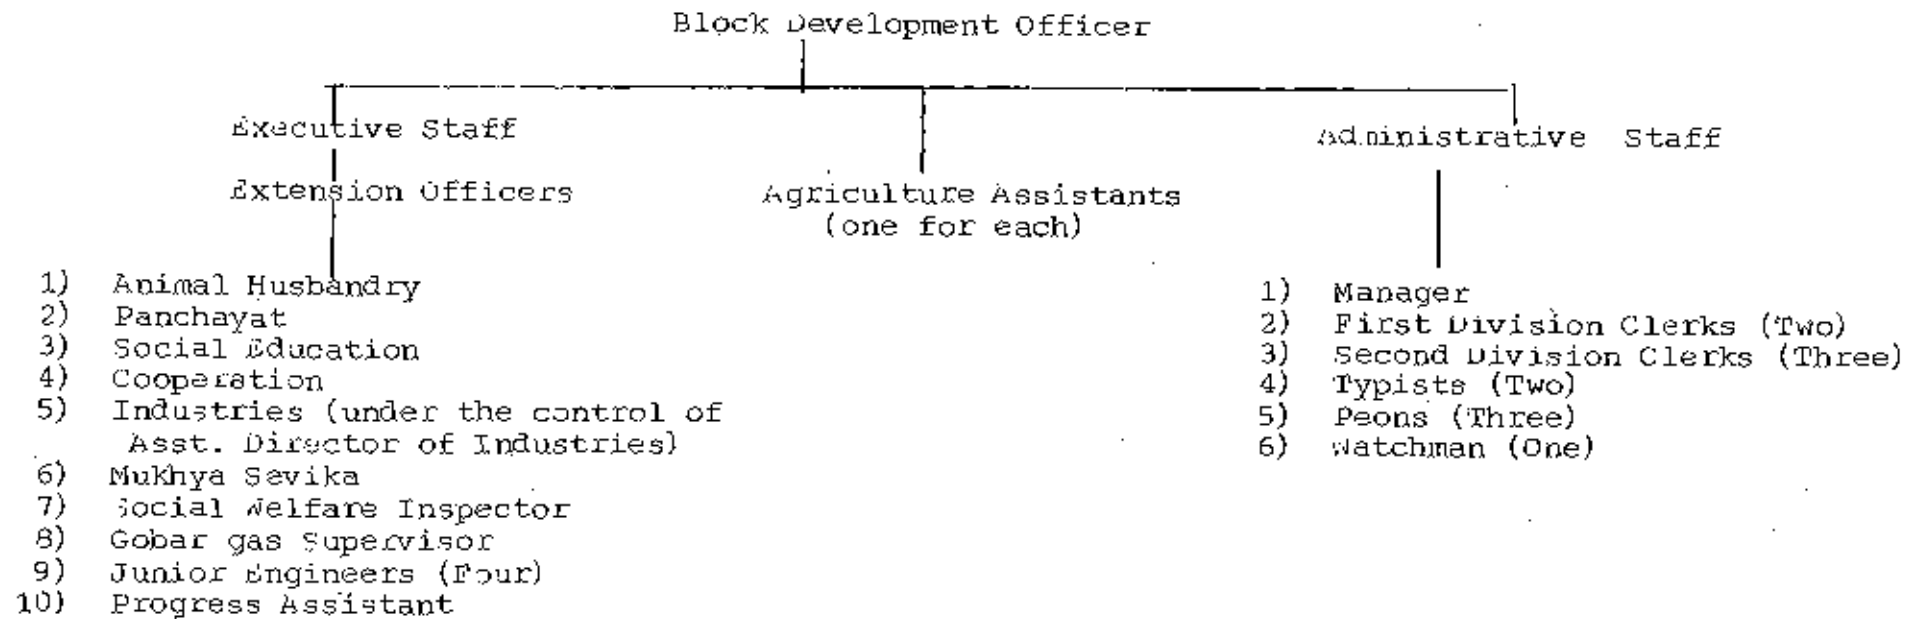 Block Development Officer
Executive Staff
Administrative Staff
Extension Officers
Agriculture Assistants
(one for each)
1) Animal Husbandry
2) Panchayat
3) Social Education
4) Cooperation
5) Industries (under the control of
Asst. Director of Industries)
6) Mukhya Sevika
7) Social Welfare Inspector
8) Gobar gas Supervisor
9) Junior Engineers (Four)
10) Progress Assistant
1) Manager
2) First Division Clerks (Two)
3) Second Division Clerks (Three)
4) Typists (Two)
5) Peons (Three)
6) Watchman (One)